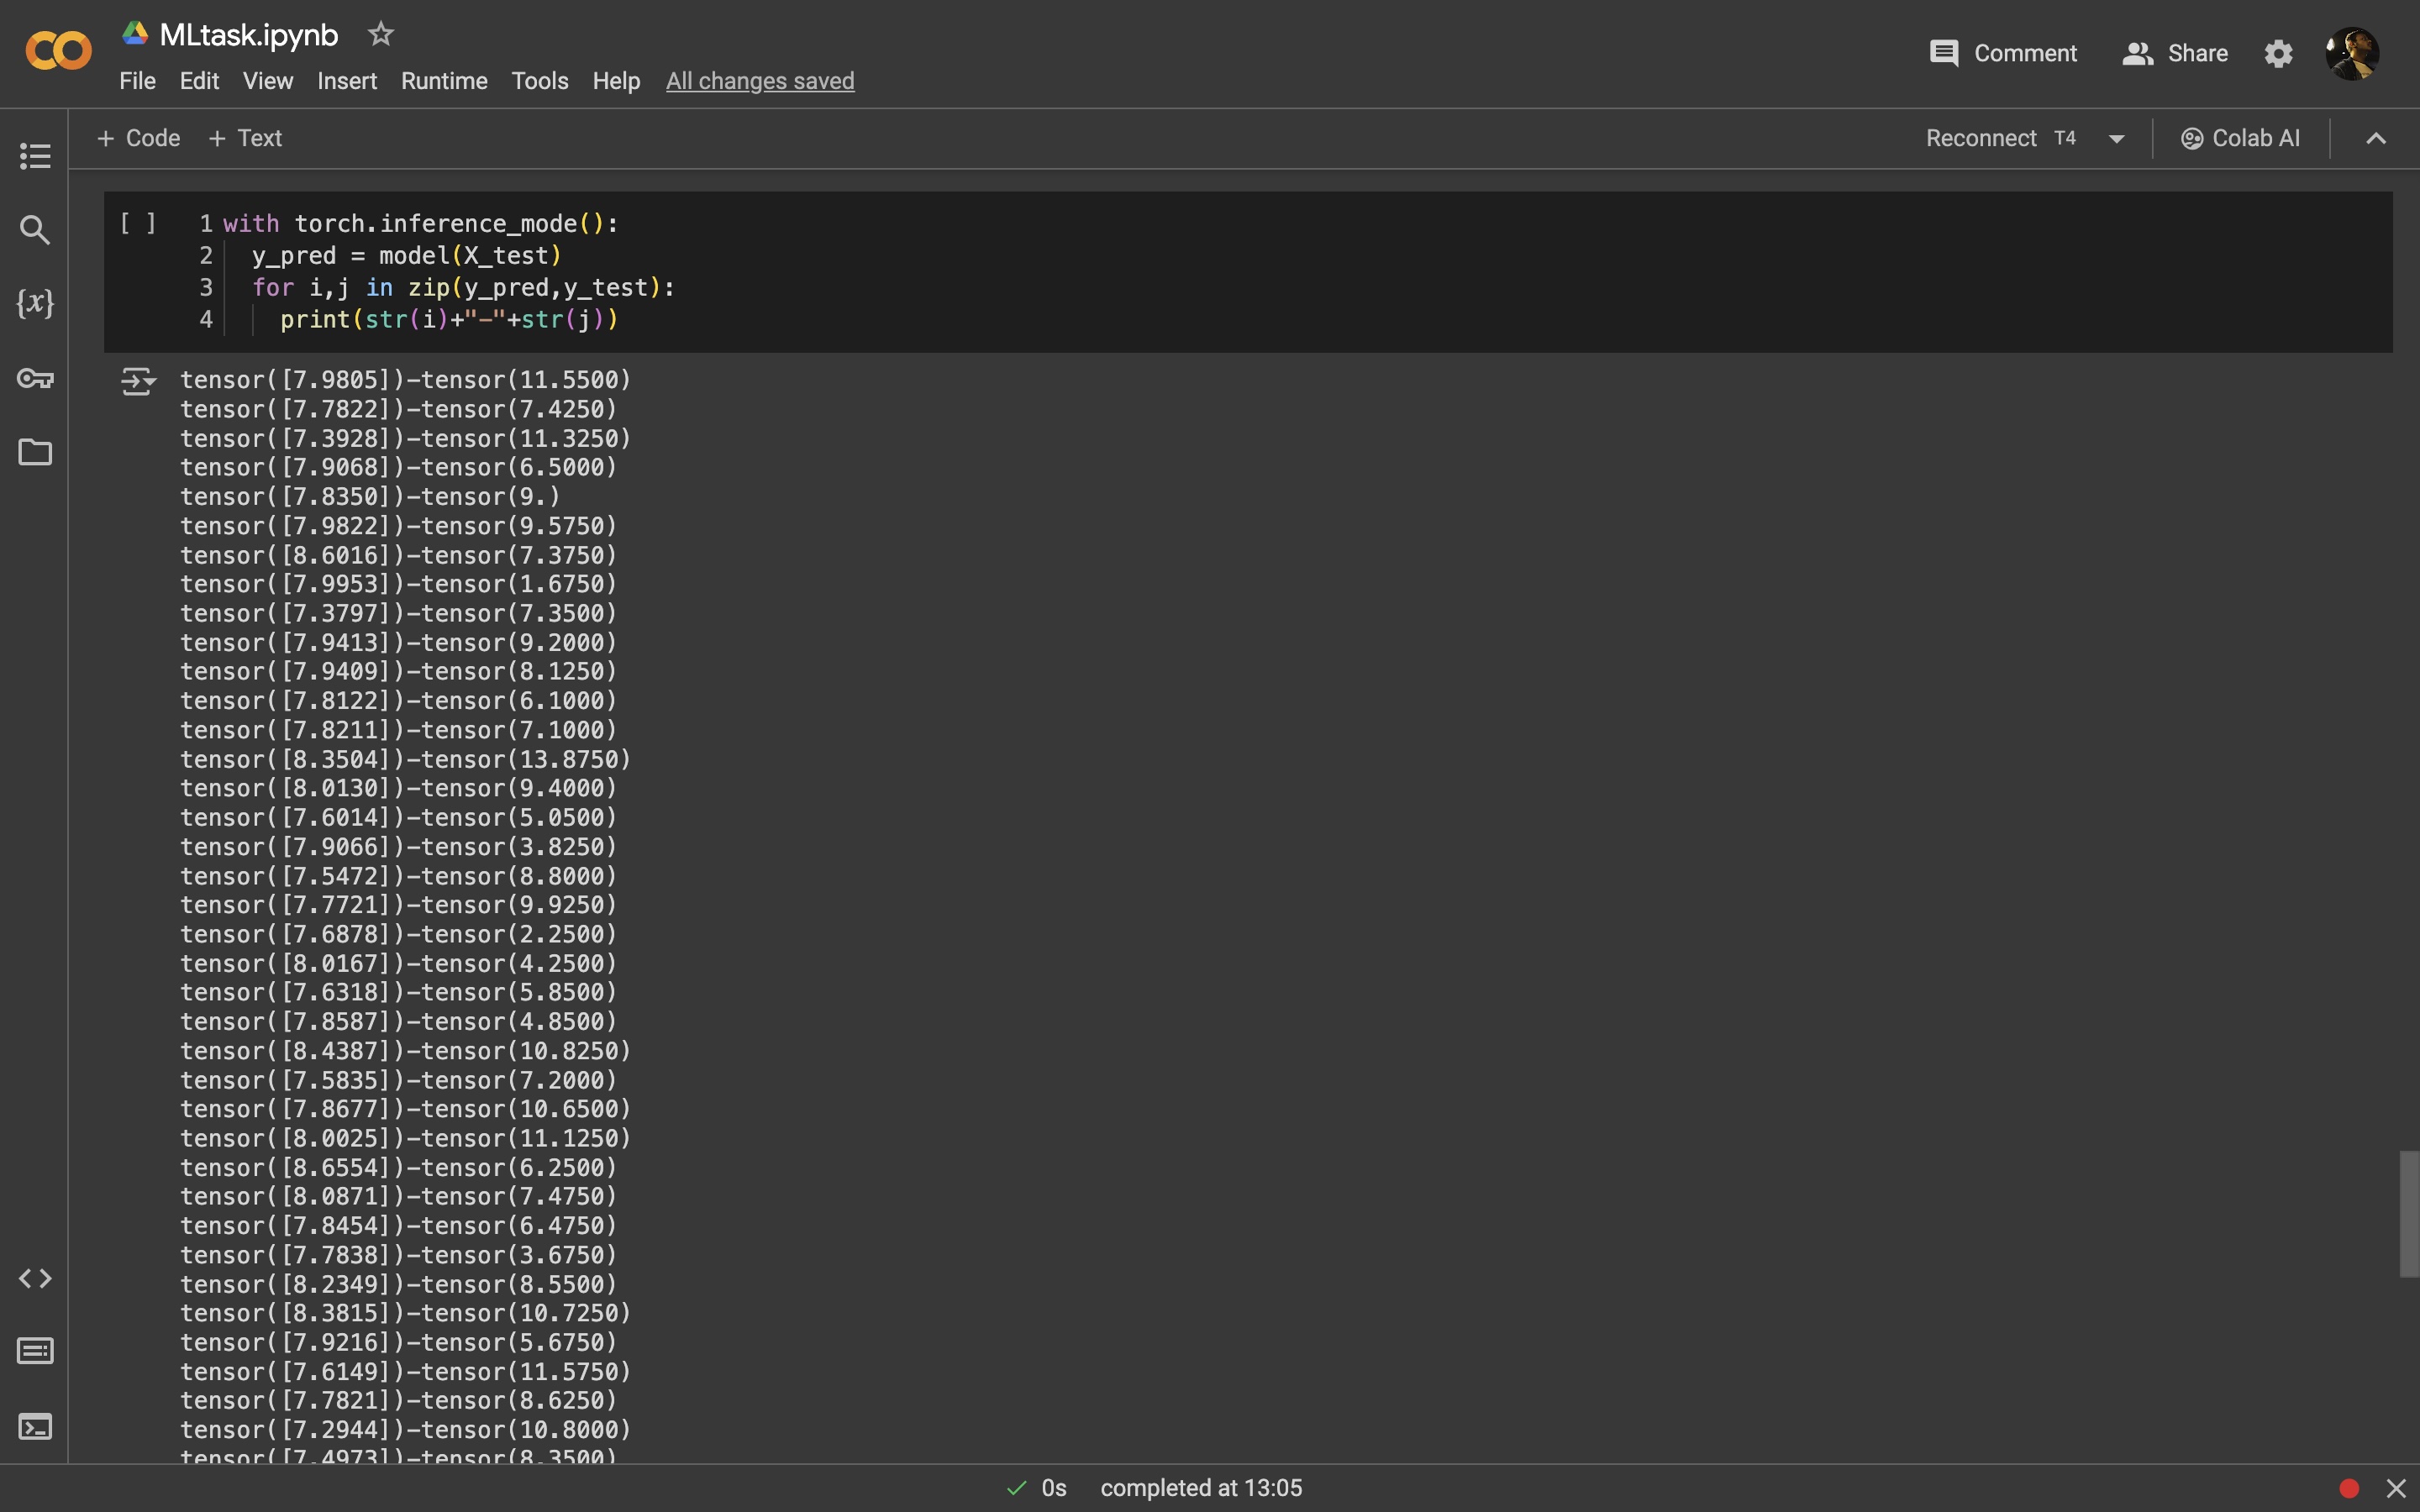 MLtask.ipynb
File Edit View Insert Runtime Tools Help All changes saved
Comment Share
+ Code + Text
Reconnect T4 Colab AI
{x}
[ ] 1 with torch.inference_mode():
2 y_pred = model(X_test)
3 for i,j in zip(y_pred,y_test):
4 print(str(i)+"-"+str(j))
tensor([7.9805])-tensor(11.5500)
tensor([7.7822])-tensor(7.4250)
tensor([7.3928])-tensor(11.3250)
tensor([7.9068])-tensor(6.5000)
tensor([7.8350])-tensor(9.)
tensor([7.9822])-tensor(9.5750)
tensor([8.6016])-tensor(7.3750)
tensor([7.9953])-tensor(1.6750)
tensor([7.3797])-tensor(7.3500)
tensor([7.9413])-tensor(9.2000)
tensor([7.9409])-tensor(8.1250)
tensor([7.8122])-tensor(6.1000)
tensor([7.8211])-tensor(7.1000)
tensor([8.3504])-tensor(13.8750)
tensor([8.0130])-tensor(9.4000)
tensor([7.6014])-tensor(5.0500)
tensor([7.9066])-tensor(3.8250)
tensor([7.5472])-tensor(8.8000)
tensor([7.7721])-tensor(9.9250)
tensor([7.6878])-tensor(2.2500)
tensor([8.0167])-tensor(4.2500)
tensor([7.6318])-tensor(5.8500)
tensor([7.8587])-tensor(4.8500)
tensor([8.4387])-tensor(10.8250)
tensor([7.5835])-tensor(7.2000)
tensor([7.8677])-tensor(10.6500)
tensor([8.0025])-tensor(11.1250)
tensor([8.6554])-tensor(6.2500)
tensor([8.0871])-tensor(7.4750)
tensor([7.8454])-tensor(6.4750)
tensor([7.7838])-tensor(3.6750)
tensor([8.2349])-tensor(8.5500)
tensor([8.3815])-tensor(10.7250)
tensor([7.9216])-tensor(5.6750)
tensor([7.6149])-tensor(11.5750)
tensor([7.7821])-tensor(8.6250)
tensor([7.2944])-tensor(10.8000)
tensor([7.4973])-tensor(8.3500)
0s completed at 13:05